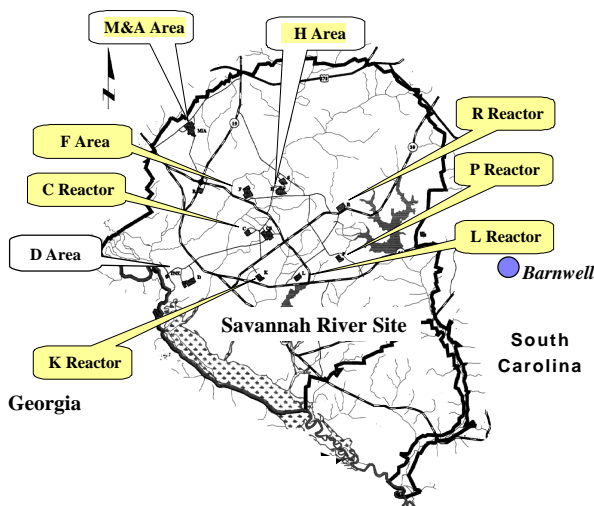 M&A Area
H Area
R Reactor
F Area
P Reactor
C Reactor
L Reactor
D Area
Barnwell
Savannah River Site
South
Carolina
K Reactor
Georgia
M/A
F
H
R
C
K
L
D